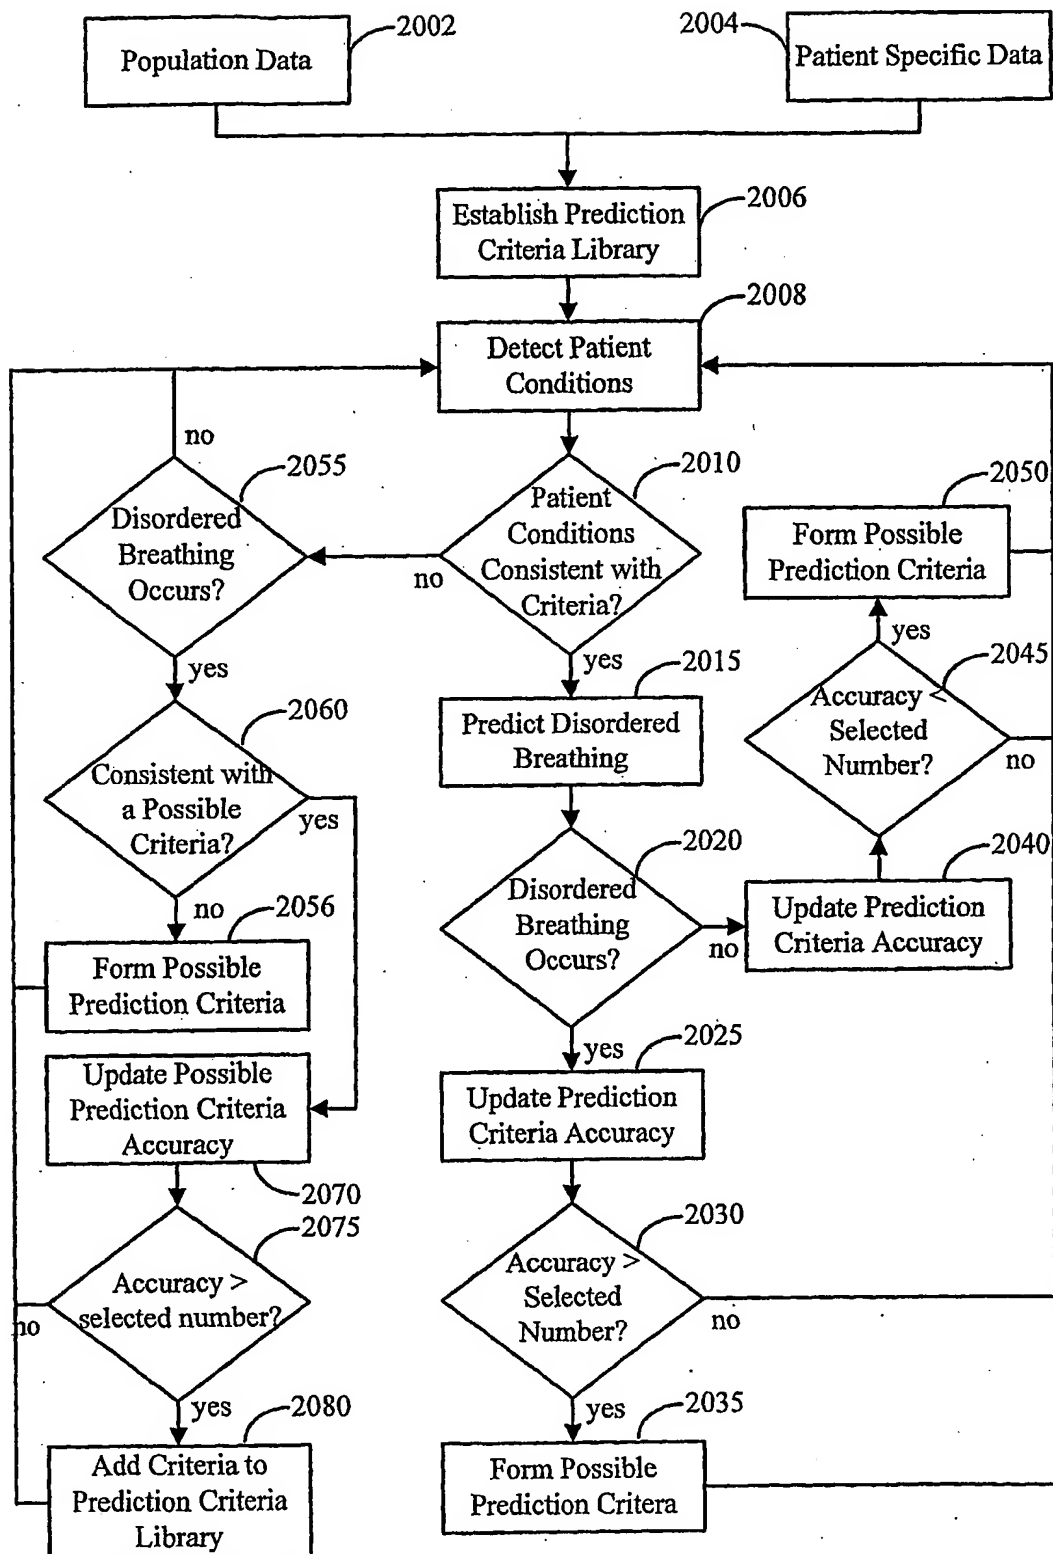 2002
2004
Population Data
Patient Specific Data
2006
Establish Prediction
Criteria Library
2008
Detect Patient
Conditions
no
2055
Disordered
Breathing
Occurs?
2010
Patient
Conditions
Consistent with
Criteria?
no
2050
Form Possible
Prediction Criteria
yes
2045
Accuracy <
Selected
Number?
no
yes
2060
Consistent with
a Possible
Criteria?
yes
yes
2015
Predict Disordered
Breathing
2020
Disordered
Breathing
Occurs?
no
2040
Update Prediction
Criteria Accuracy
no
2056
Form Possible
Prediction Criteria
yes
2025
Update Prediction
Criteria Accuracy
Update Possible
Prediction Criteria
Accuracy
2070
2075
Accuracy >
selected number?
no
2030
Accuracy >
Selected
Number?
no
yes
2080
Add Criteria to
Prediction Criteria
Library
yes
2035
Form Possible
Prediction Critera